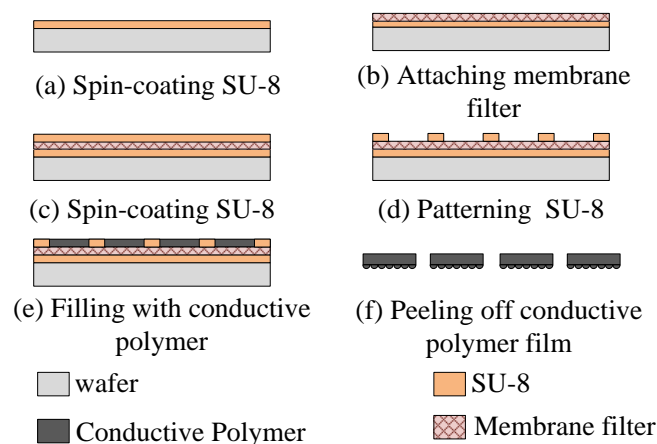 (a) Spin-coating SU-8
(b) Attaching membrane
filter
(c) Spin-coating SU-8
(d) Patterning SU-8
(e) Filling with conductive
polymer
(f) Peeling off conductive
polymer film
wafer
SU-8
Conductive Polymer
Membrane filter